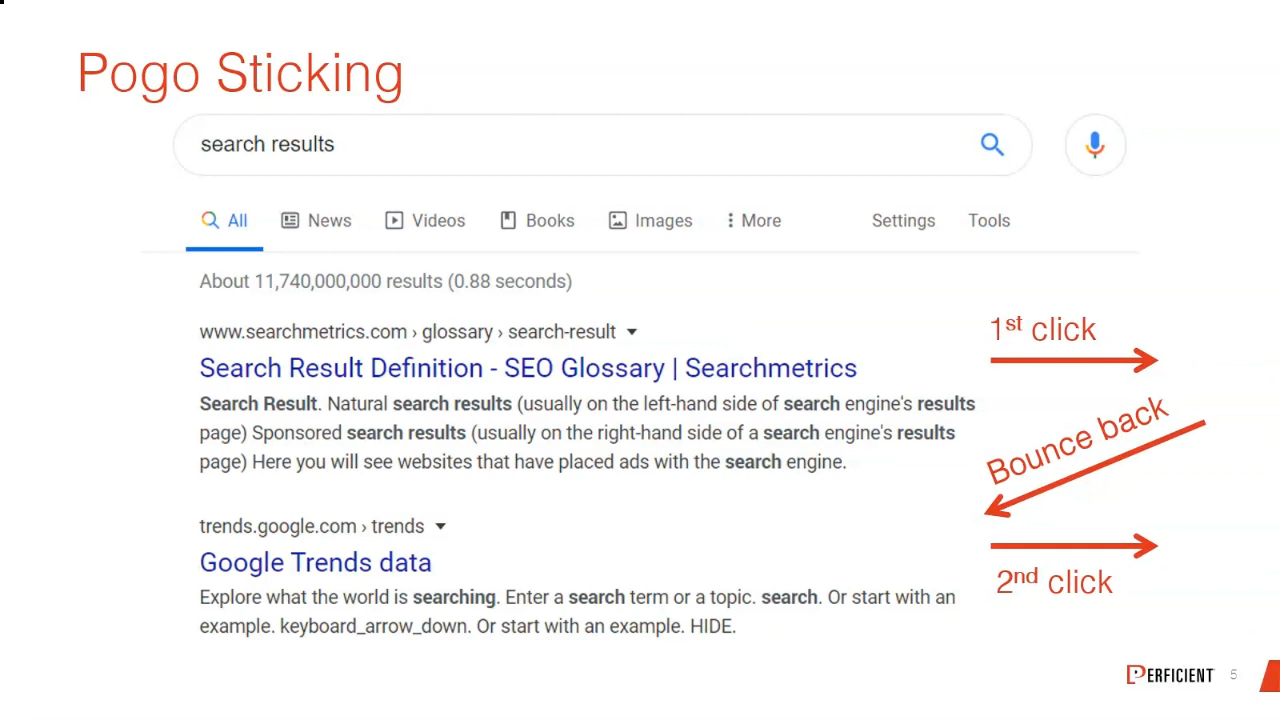 Pogo Sticking
search results
All News Videos Books Images More Settings Tools
About 11,740,000,000 results (0.88 seconds)
www.searchmetrics.com › glossary › search-result
1st click
Search Result Definition - SEO Glossary | Searchmetrics
Search Result. Natural search results (usually on the left-hand side of search engine's results
page) Sponsored search results (usually on the right-hand side of a search engine's results
page) Here you will see websites that have placed ads with the search engine.
Bounce back
trends.google.com › trends
Google Trends data
2nd click
Explore what the world is searching. Enter a search term or a topic. search. Or start with an
example. keyboard_arrow_down. Or start with an example. HIDE.
PERFICIENT 5